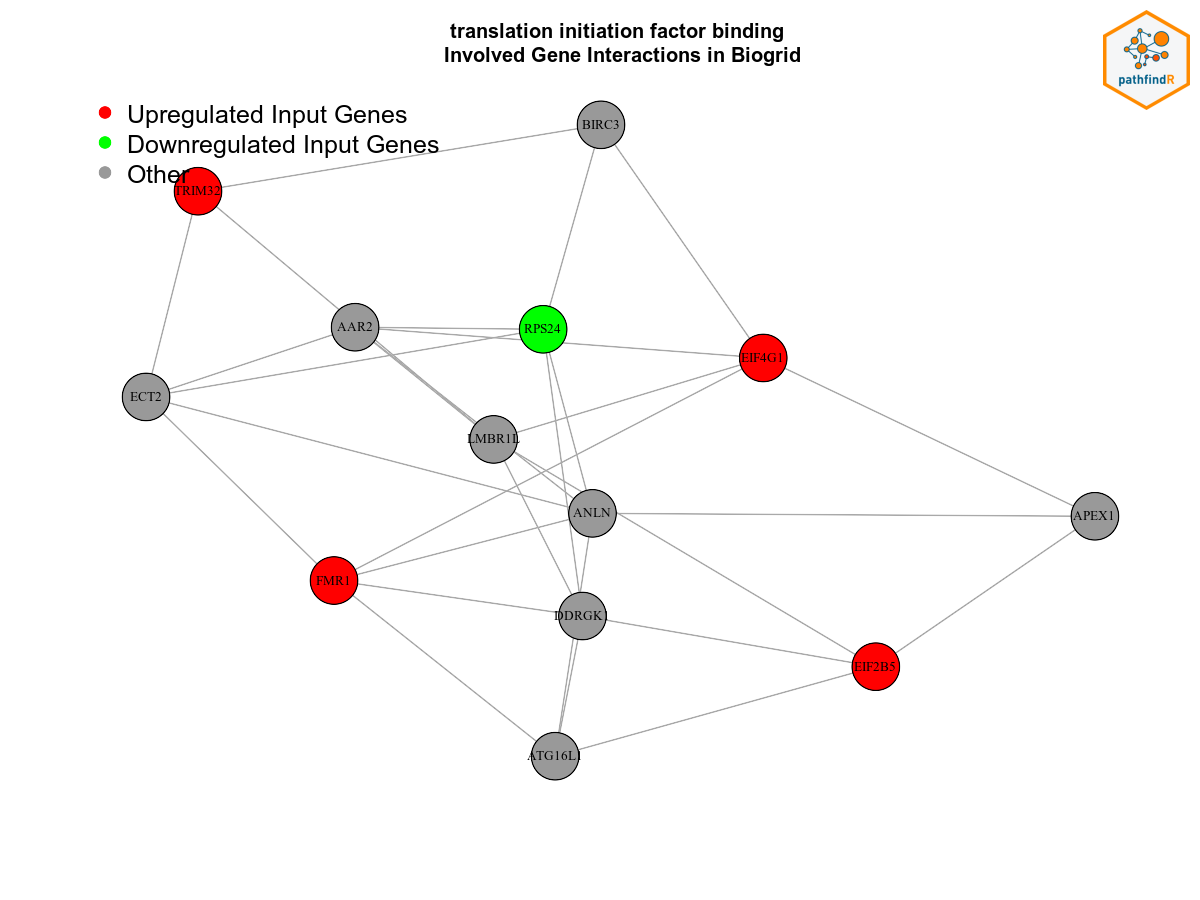 translation initiation factor binding
Involved Gene Interactions in Biogrid
pathfindR
Upregulated Input Genes
Downregulated Input Genes
Other
BIRC3
TRIM32
AAR2
RPS24
EIF4G1
ECT2
LMBR1L
ANLN
APEX1
FMR1
DDRGK1
EIF2B5
ATG16L1